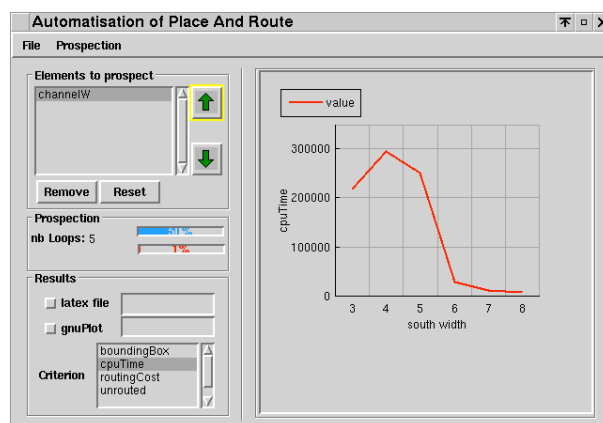 Automatisation of Place And Route
File Prospection
Elements to prospect
channelW
Remove Reset
Prospection
nb Loops: 5
50%
1%
Results
latex file
gnuPlot
Criterion
boundingBox
cpuTime
routingCost
unrouted
value
cpuTime
300000
200000
100000
0
3 4 5 6 7 8
south width